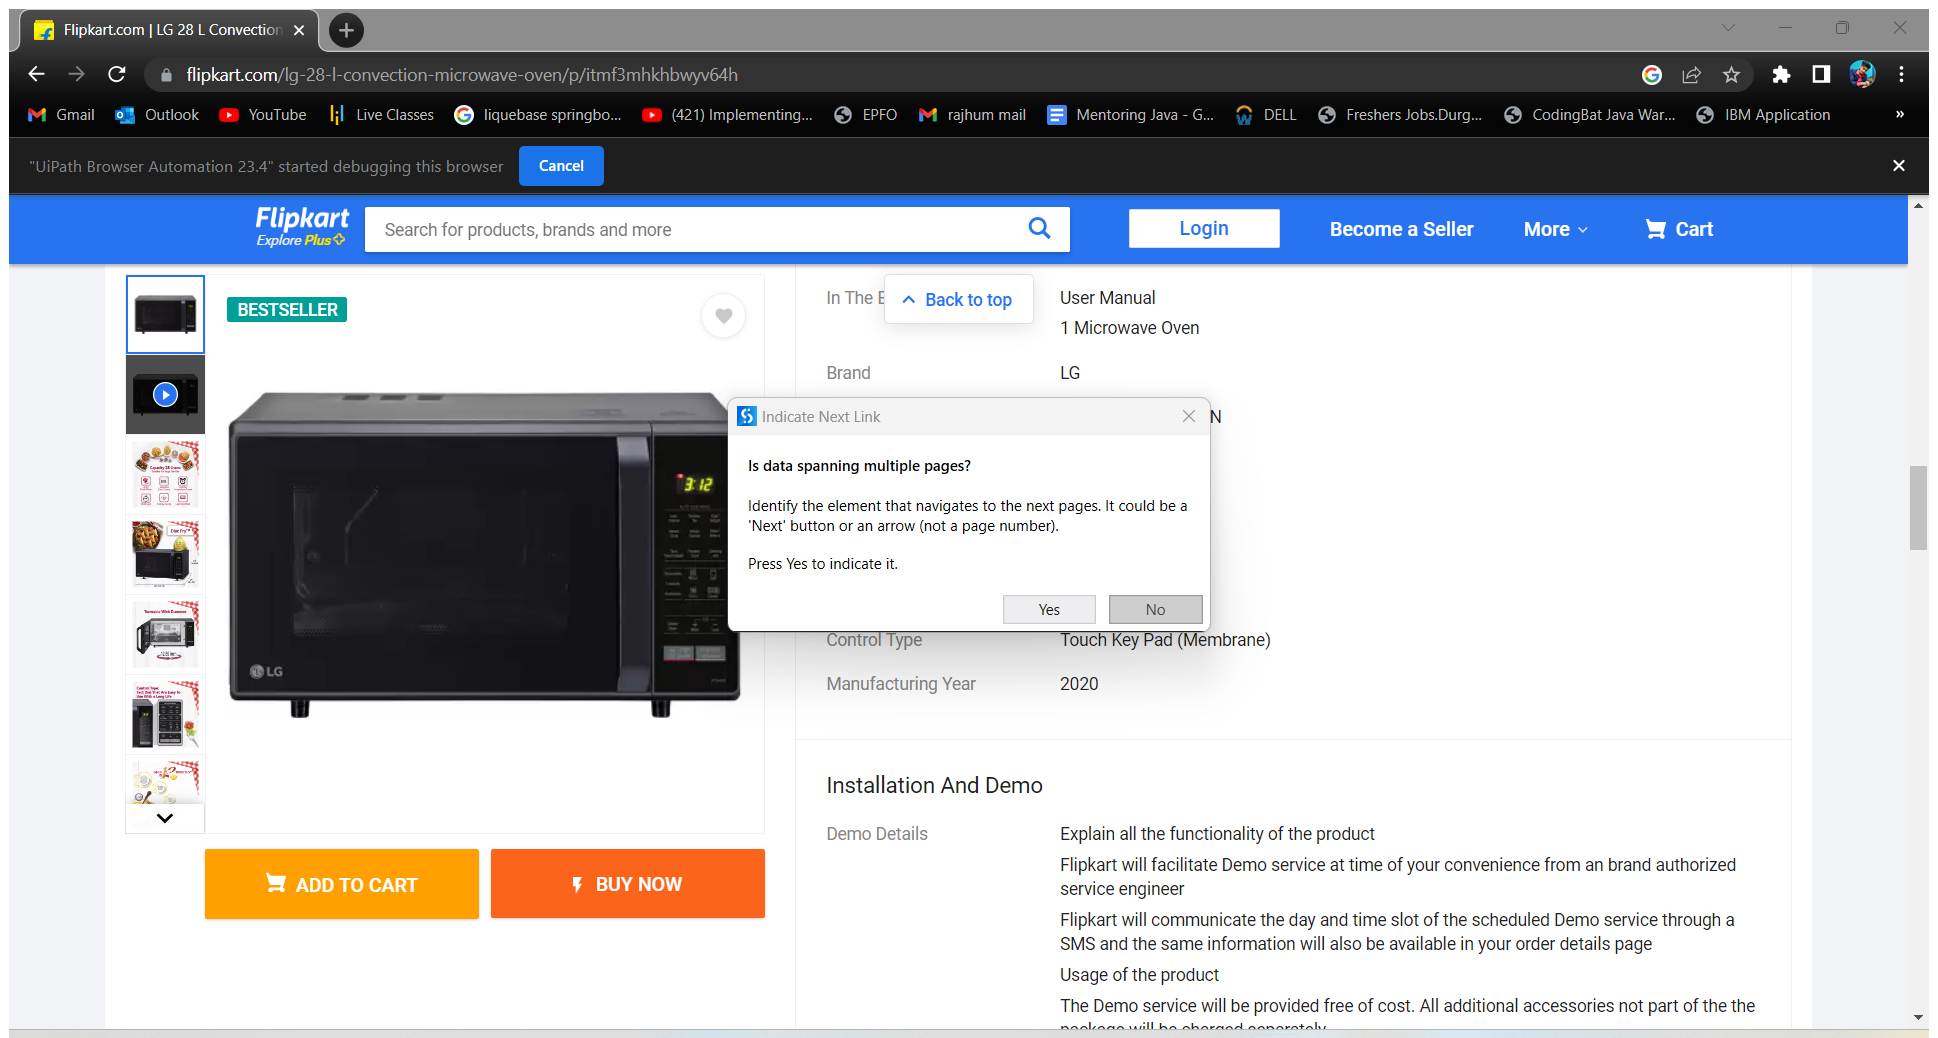 Flipkart.com | LG 28 L Convection
flipkart.com/lg-28-l-convection-microwave-oven/p/itmf3mhkhbwyv64h
Gmail Outlook YouTube Live Classes liquebase springbo... (421) Implementing... EPFO rajhum mail Mentoring Java - G... DELL Freshers Jobs.Durg... CodingBat Java War... IBM Application »
"UiPath Browser Automation 23.4" started debugging this browser Cancel
Flipkart
Explore Plus
Search for products, brands and more
Login Become a Seller More Cart
BESTSELLER
3:12
LG
ADD TO CART BUY NOW
Back to top
In The User Manual
1 Microwave Oven
Brand LG
N
Indicate Next Link
Is data spanning multiple pages?
Identify the element that navigates to the next pages. It could be a
'Next' button or an arrow (not a page number).
Press Yes to indicate it.
Yes No
Control Type Touch Key Pad (Membrane)
Manufacturing Year 2020
Installation And Demo
Demo Details Explain all the functionality of the product
Flipkart will facilitate Demo service at time of your convenience from an brand authorized
service engineer
Flipkart will communicate the day and time slot of the scheduled Demo service through a
SMS and the same information will also be available in your order details page
Usage of the product
The Demo service will be provided free of cost. All additional accessories not part of the the
package will be charged separately